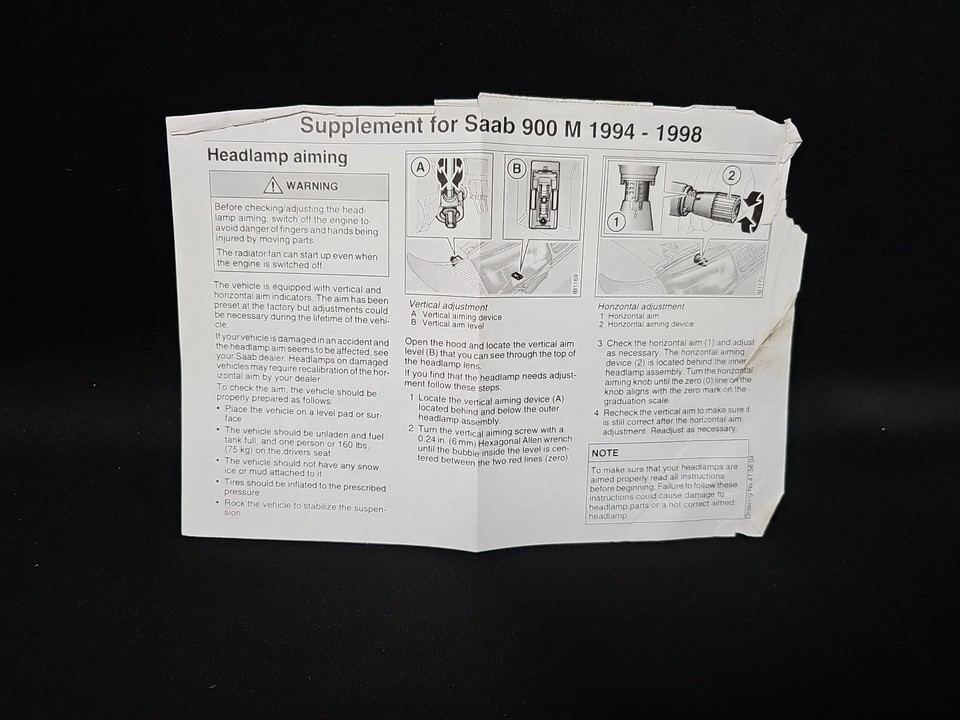 Supplement for Saab 900 M 1994 - 1998
Headlamp aiming
WARNING
Before checking/adjusting the head-
lamp aiming, switch off the engine to
avoid danger of fingers and hands being
injured by moving parts.
The radiator fan can start up even when
the engine is switched off.
The vehicle is equipped with vertical and
horizontal aim indicators. The aim has been
preset at the factory but adjustments could
be necessary during the lifetime of the vehi-
cle.
If your vehicle is damaged in an accident and
the headlamp aim seems to be affected, see
your Saab dealer. Headlamps on damaged
vehicles may require recalibration of the hor-
izontal aim by your dealer.
To check the aim, the vehicle should be
properly prepared as follows:
• Place the vehicle on a level pad or sur-
face
• The vehicle should be unladen and fuel
tank full, and one person or 160 lbs.
(75 kg) on the drivers seat
• The vehicle should not have any snow,
ice or mud attached to it
• Tires should be inflated to the prescribed
pressure
• Rock the vehicle to stabilize the suspen-
sion
A
B
IB1169
Vertical adjustment
A Vertical aiming device
B Vertical aim level
Open the hood and locate the vertical aim
level (B) that you can see through the top of
the headlamp lens.
If you find that the headlamp needs adjust-
ment follow these steps:
1 Locate the vertical aiming device (A)
located behind and below the outer
headlamp assembly.
2 Turn the vertical aiming screw with a
0.24 in. (6 mm) Hexagonal Allen wrench
until the bubble inside the level is cen-
tered between the two red lines (zero).
1
2
Horizontal adjustment
1 Horizontal aim
2 Horizontal aiming device
3 Check the horizontal aim (1) and adjust
as necessary. The horizontal aiming
device (2) is located behind the inner
headlamp assembly. Turn the horizontal
aiming knob until the zero (0) line on the
knob aligns with the zero mark on the
graduation scale.
4 Recheck the vertical aim to make sure it
is still correct after the horizontal aim
adjustment. Readjust as necessary.
NOTE
To make sure that your headlamps are
aimed properly read all instructions
before beginning. Failure to follow these
instructions could cause damage to
headlamp parts or a not correct aimed
headlamp.
Ordering No 41 56 04